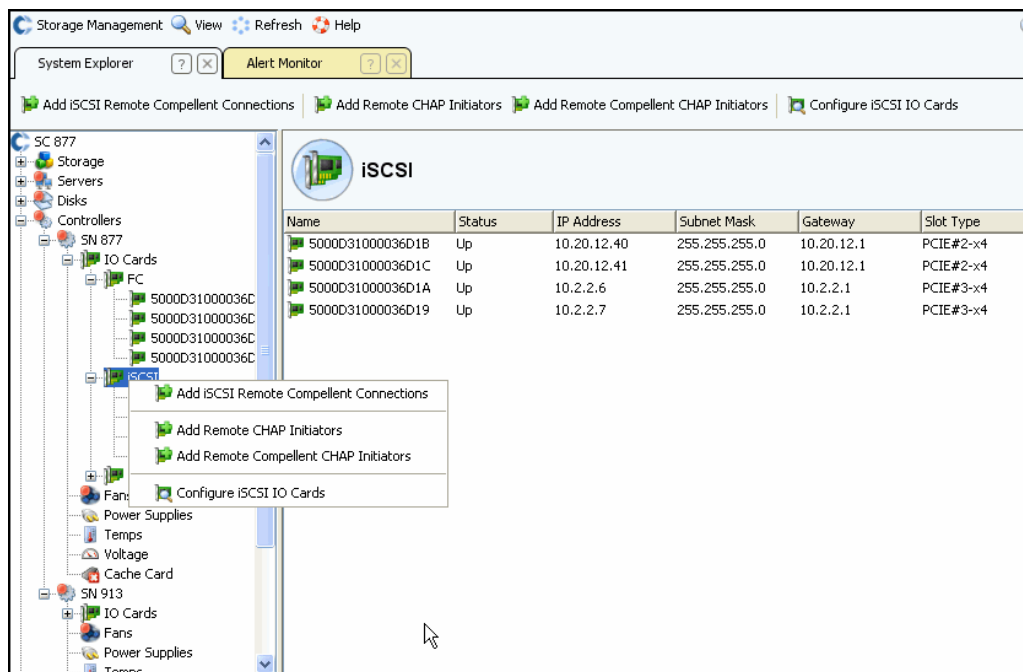 Storage Management View Refresh Help
System Explorer ? Alert Monitor ?
Add iSCSI Remote Compellent Connections Add Remote CHAP Initiators Add Remote Compellent CHAP Initiators Configure iSCSI IO Cards
SC 877
Storage
Servers
Disks
Controllers
SN 877
IO Cards
FC
5000D31000036D
5000D31000036D
5000D31000036D
5000D31000036D
iSCSI
Add iSCSI Remote Compellent Connections
Add Remote CHAP Initiators
Add Remote Compellent CHAP Initiators
Configure iSCSI IO Cards
Fans
Power Supplies
Temps
Voltage
Cache Card
SN 913
IO Cards
Fans
Power Supplies
Temps
iSCSI
Name Status IP Address Subnet Mask Gateway Slot Type
5000D31000036D1B Up 10.20.12.40 255.255.255.0 10.20.12.1 PCIE#2-x4
5000D31000036D1C Up 10.20.12.41 255.255.255.0 10.20.12.1 PCIE#2-x4
5000D31000036D1A Up 10.2.2.6 255.255.255.0 10.2.2.1 PCIE#3-x4
5000D31000036D19 Up 10.2.2.7 255.255.255.0 10.2.2.1 PCIE#3-x4